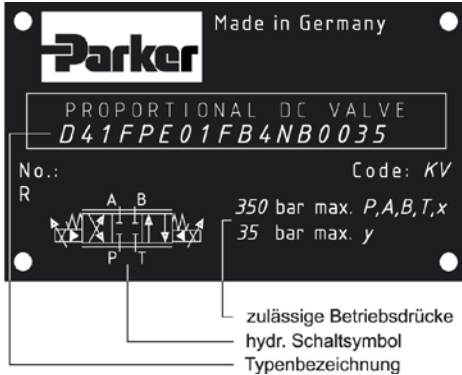 Made in Germany
Parker
PROPORTIONAL DC VALVE
D41FPE01FB4NB0035
No.:
Code: KV
R
A B
350 bar max. P,A,B,T,x
35 bar max. y
P T
zulässige Betriebsdrücke
hydr. Schaltsymbol
Typenbezeichnung